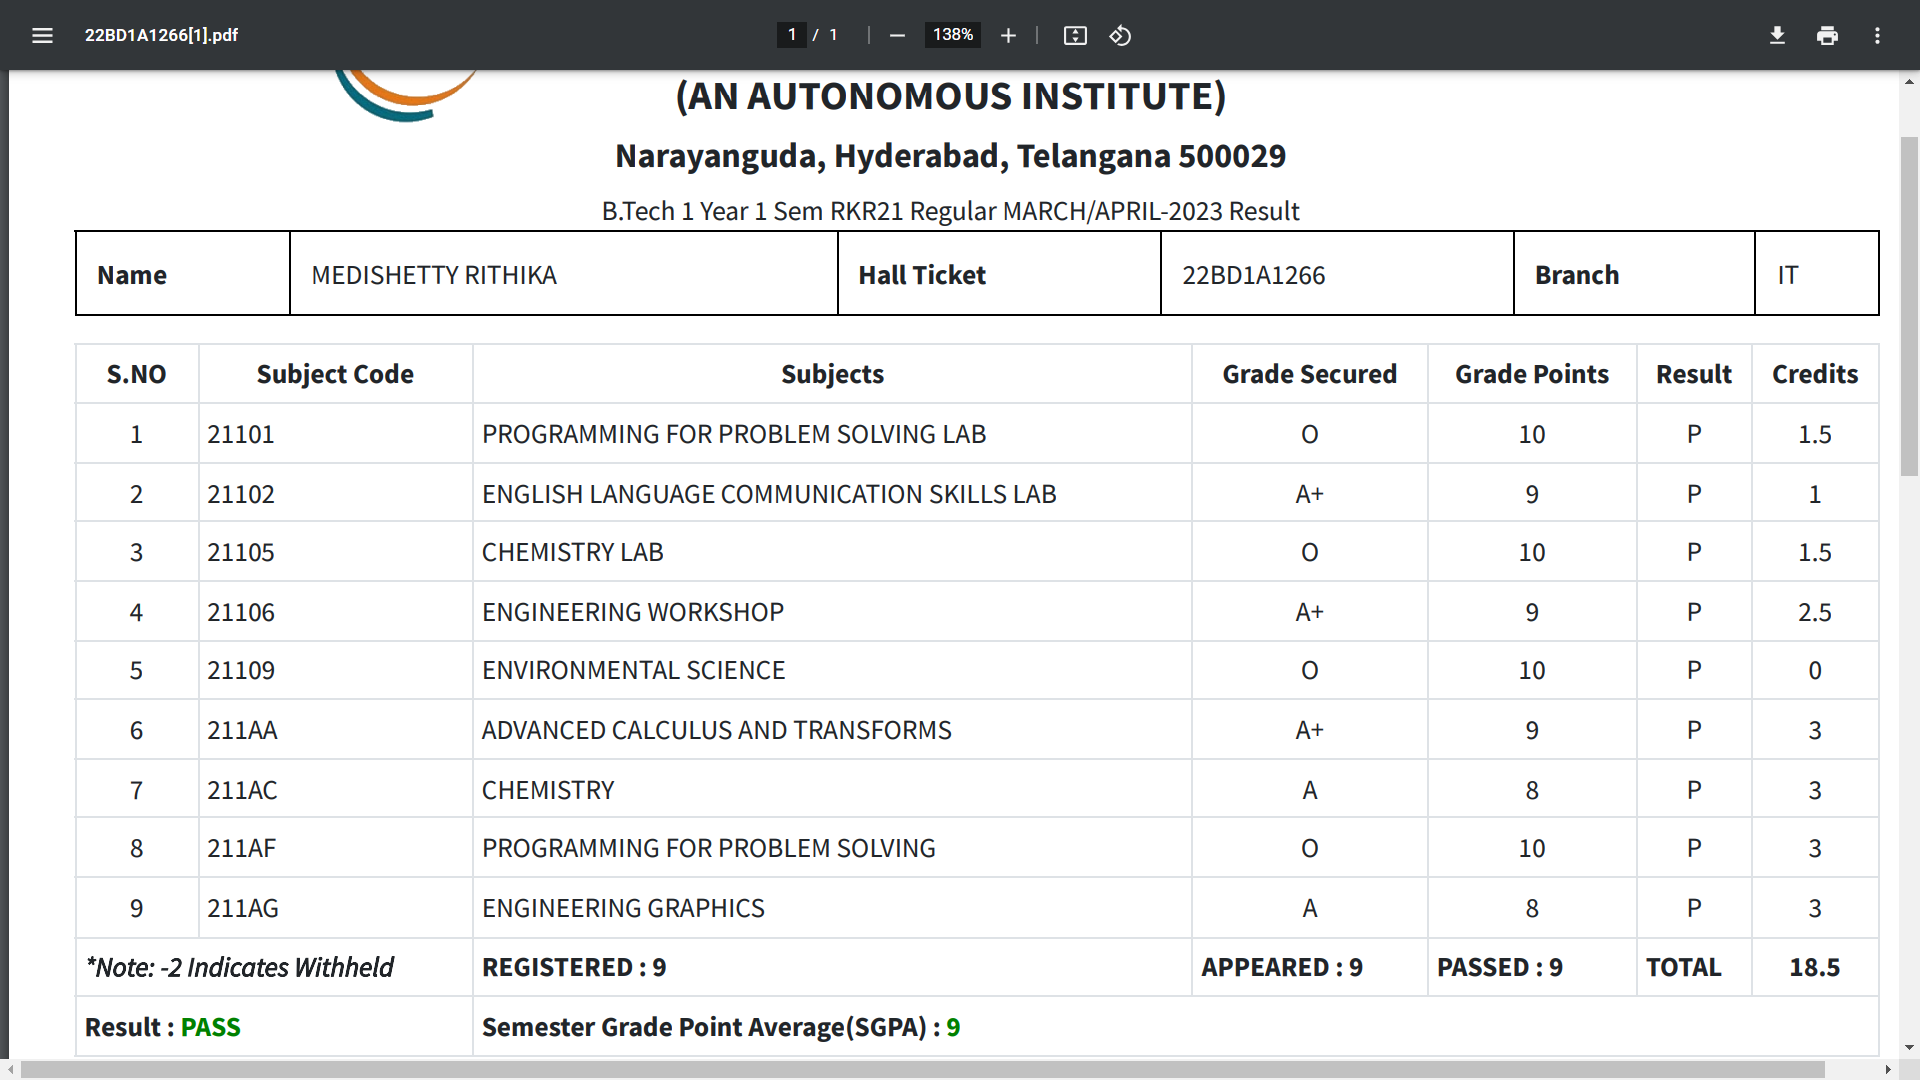 22BD1A1266[1].pdf
1 / 1
138%
(AN AUTONOMOUS INSTITUTE)
Narayanguda, Hyderabad, Telangana 500029
B.Tech 1 Year 1 Sem RKR21 Regular MARCH/APRIL-2023 Result
Name MEDISHETTY RITHIKA Hall Ticket 22BD1A1266 Branch IT
S.NO Subject Code Subjects Grade Secured Grade Points Result Credits
1 21101 PROGRAMMING FOR PROBLEM SOLVING LAB O 10 P 1.5
2 21102 ENGLISH LANGUAGE COMMUNICATION SKILLS LAB A+ 9 P 1
3 21105 CHEMISTRY LAB O 10 P 1.5
4 21106 ENGINEERING WORKSHOP A+ 9 P 2.5
5 21109 ENVIRONMENTAL SCIENCE O 10 P 0
6 211AA ADVANCED CALCULUS AND TRANSFORMS A+ 9 P 3
7 211AC CHEMISTRY A 8 P 3
8 211AF PROGRAMMING FOR PROBLEM SOLVING O 10 P 3
9 211AG ENGINEERING GRAPHICS A 8 P 3
*Note: -2 Indicates Withheld REGISTERED : 9 APPEARED : 9 PASSED : 9 TOTAL 18.5
Result : PASS Semester Grade Point Average(SGPA) : 9